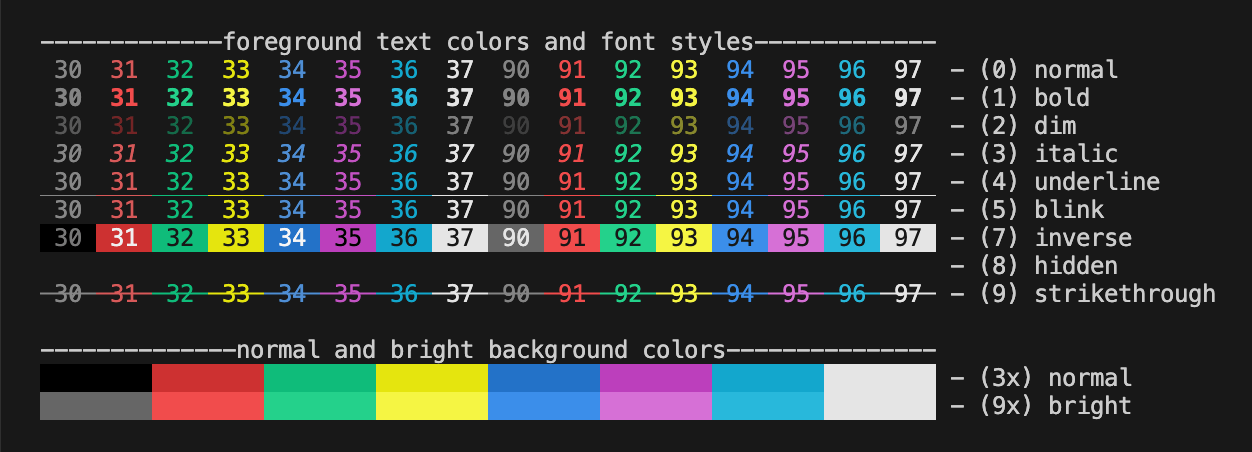 —————————————foreground text colors and font styles—————————————
30 31 32 33 34 35 36 37 90 91 92 93 94 95 96 97 – (0) normal
30 31 32 33 34 35 36 37 90 91 92 93 94 95 96 97 – (1) bold
30 31 32 33 34 35 36 37 90 91 92 93 94 95 96 97 – (2) dim
30 31 32 33 34 35 36 37 90 91 92 93 94 95 96 97 – (3) italic
30 31 32 33 34 35 36 37 90 91 92 93 94 95 96 97 – (4) underline
30 31 32 33 34 35 36 37 90 91 92 93 94 95 96 97 – (5) blink
30 31 32 33 34 35 36 37 90 91 92 93 94 95 96 97 – (7) inverse
– (8) hidden
30 31 32 33 34 35 36 37 90 91 92 93 94 95 96 97 – (9) strikethrough
——————————————normal and bright background colors———————————————
– (3x) normal
– (9x) bright